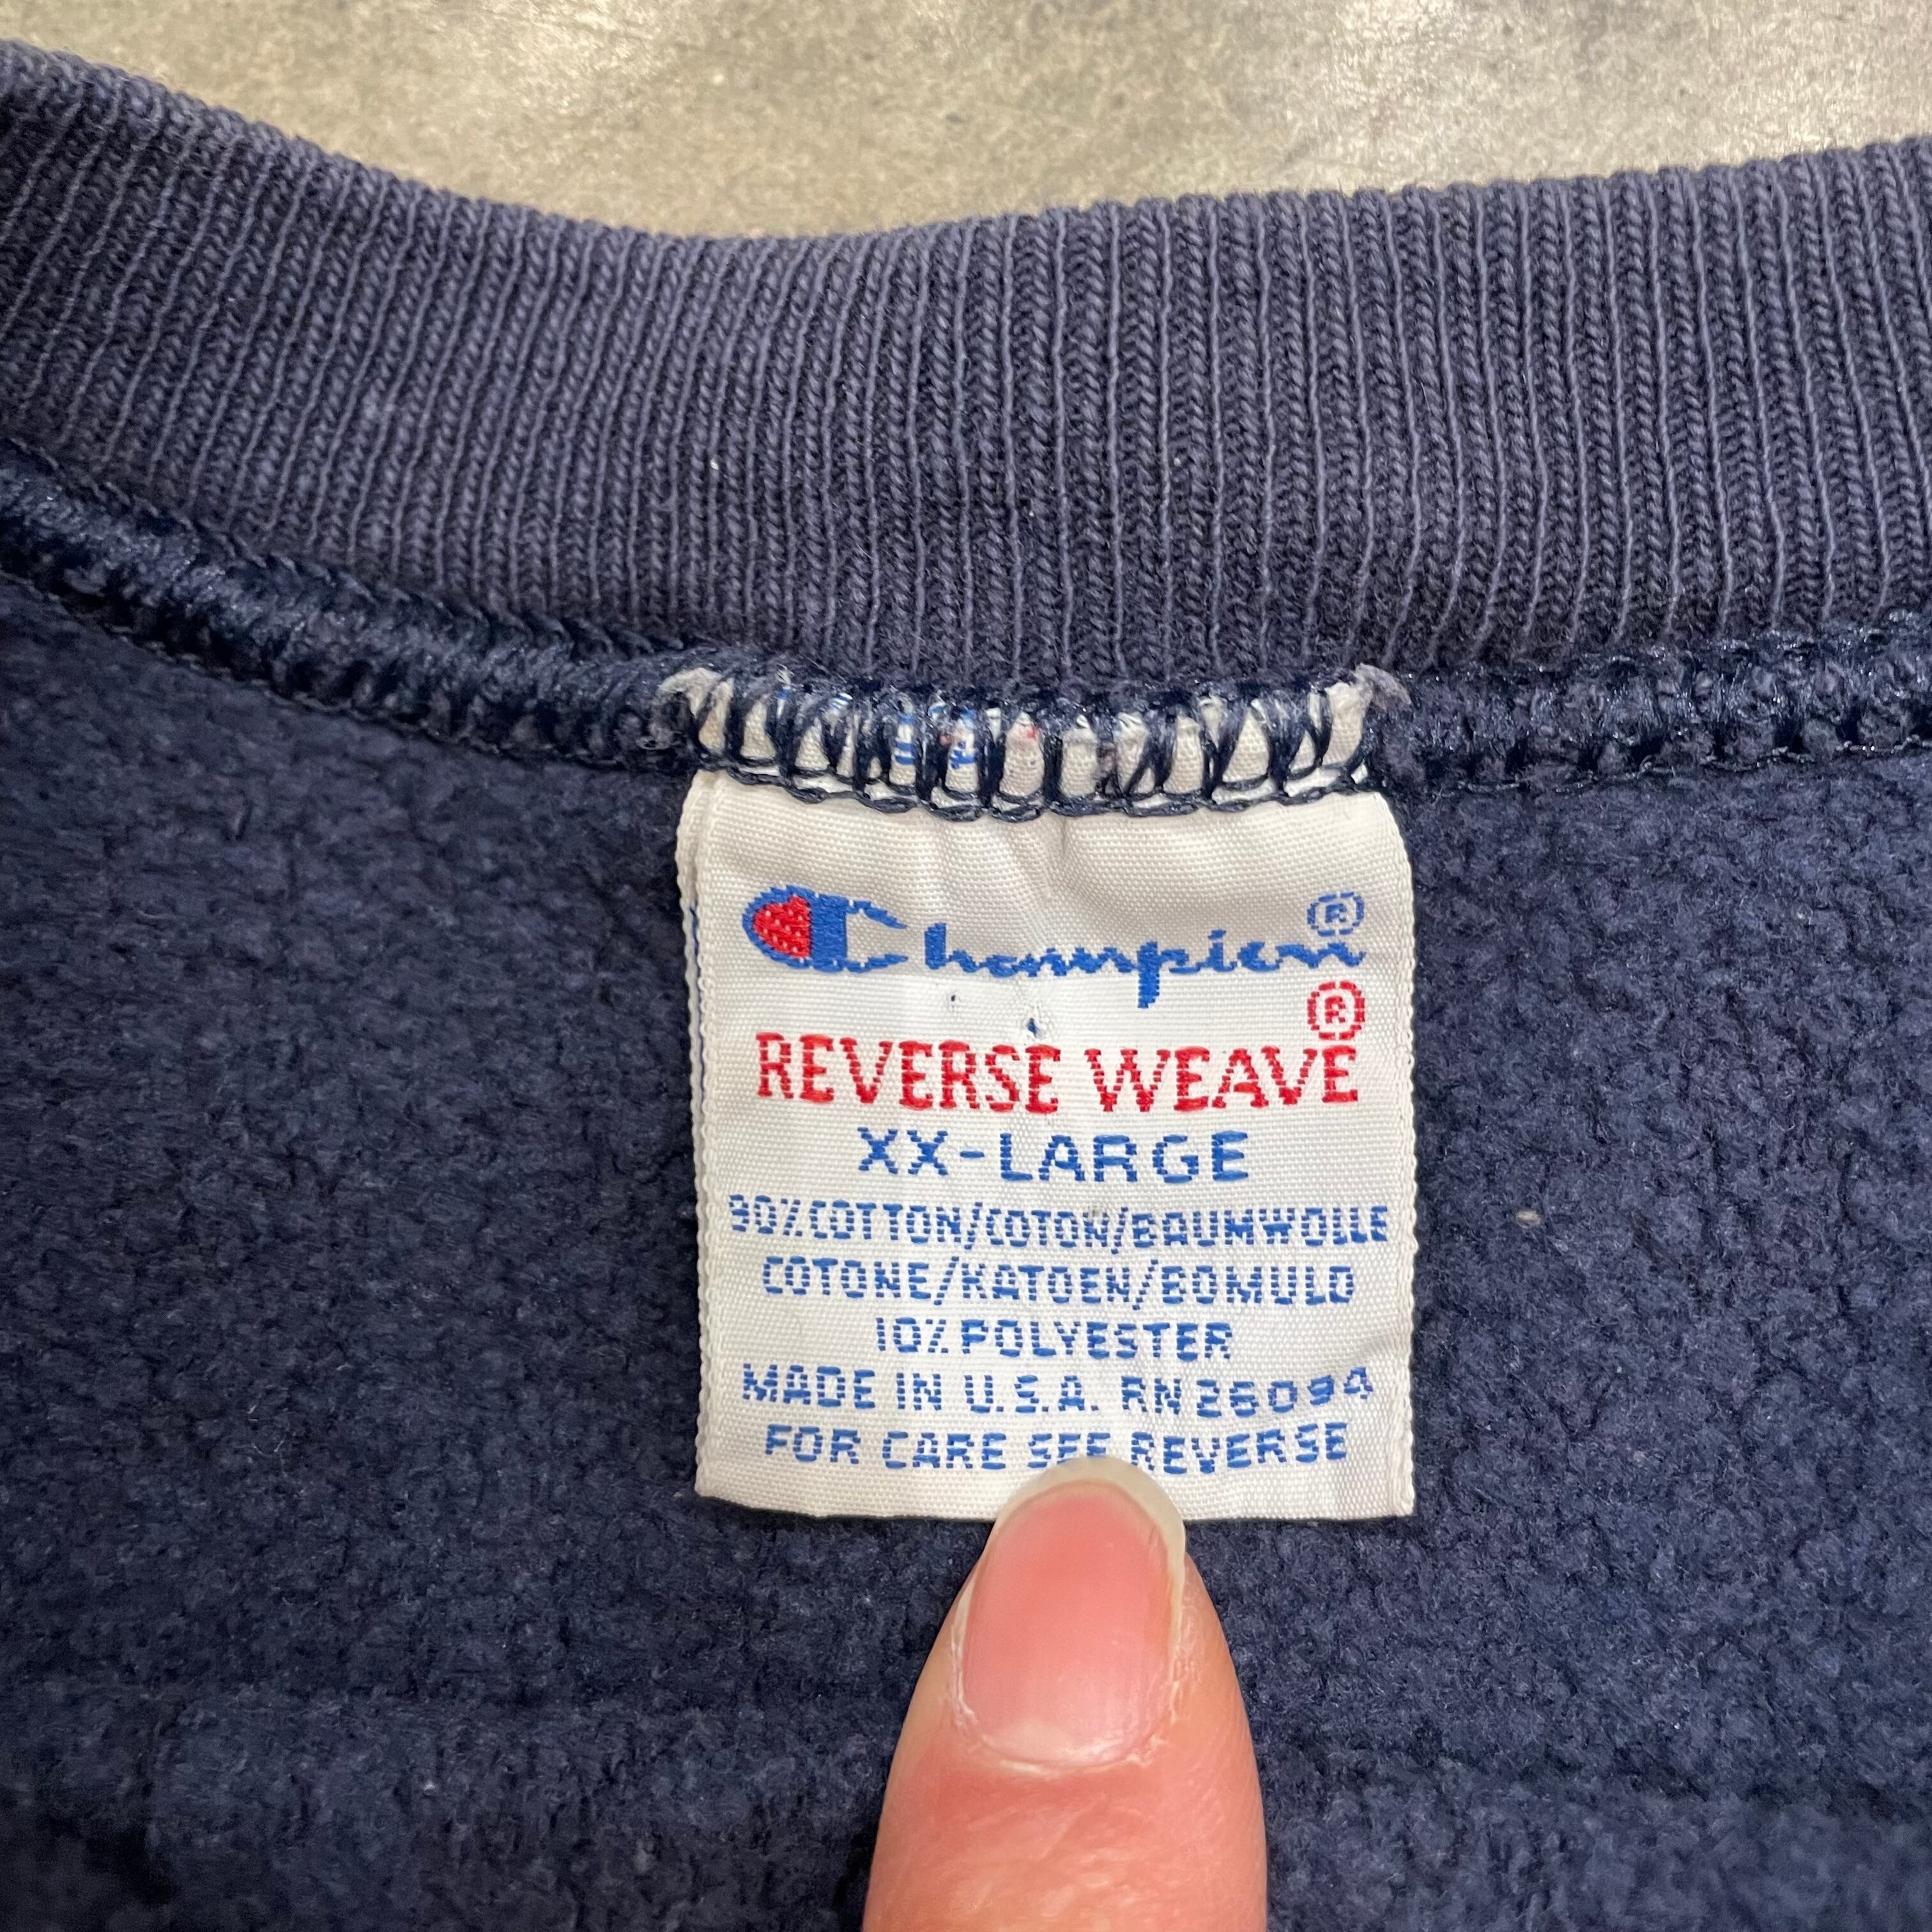 Champion®
REVERSE WEAVE®
XX-LARGE
90% COTTON/COTON/BAUMWOLLE
COTONE/KATOEN/BOMULD
10% POLYESTER
MADE IN U.S.A. RN 26094
FOR CARE SEE REVERSE